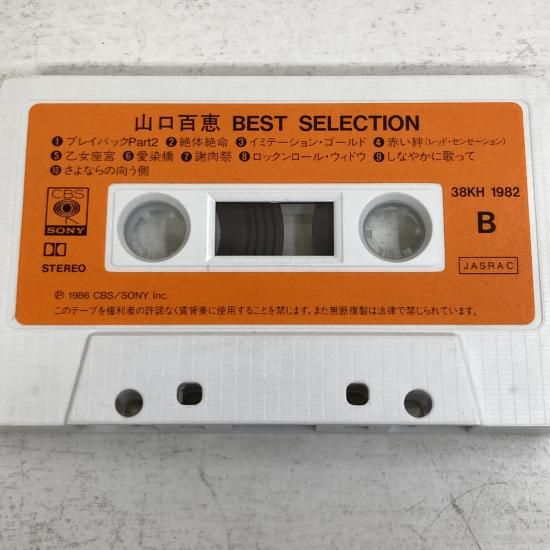 山口百恵 BEST SELECTION
❶プレイバックPart2 ❷絶体絶命 ❸イミテーション・ゴールド ❹赤い絆(レッド・センセーション)
❺乙女座宮 ❻愛染橋 ❼謝肉祭 ❽ロックンロール・ウィドウ ❾しなやかに歌って
❿さよならの向う側
CBS
SONY
38KH 1982
B
STEREO
JASRAC
Ⓟ 1986 CBS/SONY Inc.
このテープを権利者の許諾なく賃貸業に使用することを禁じます。また無断複製は法律で禁じられています。